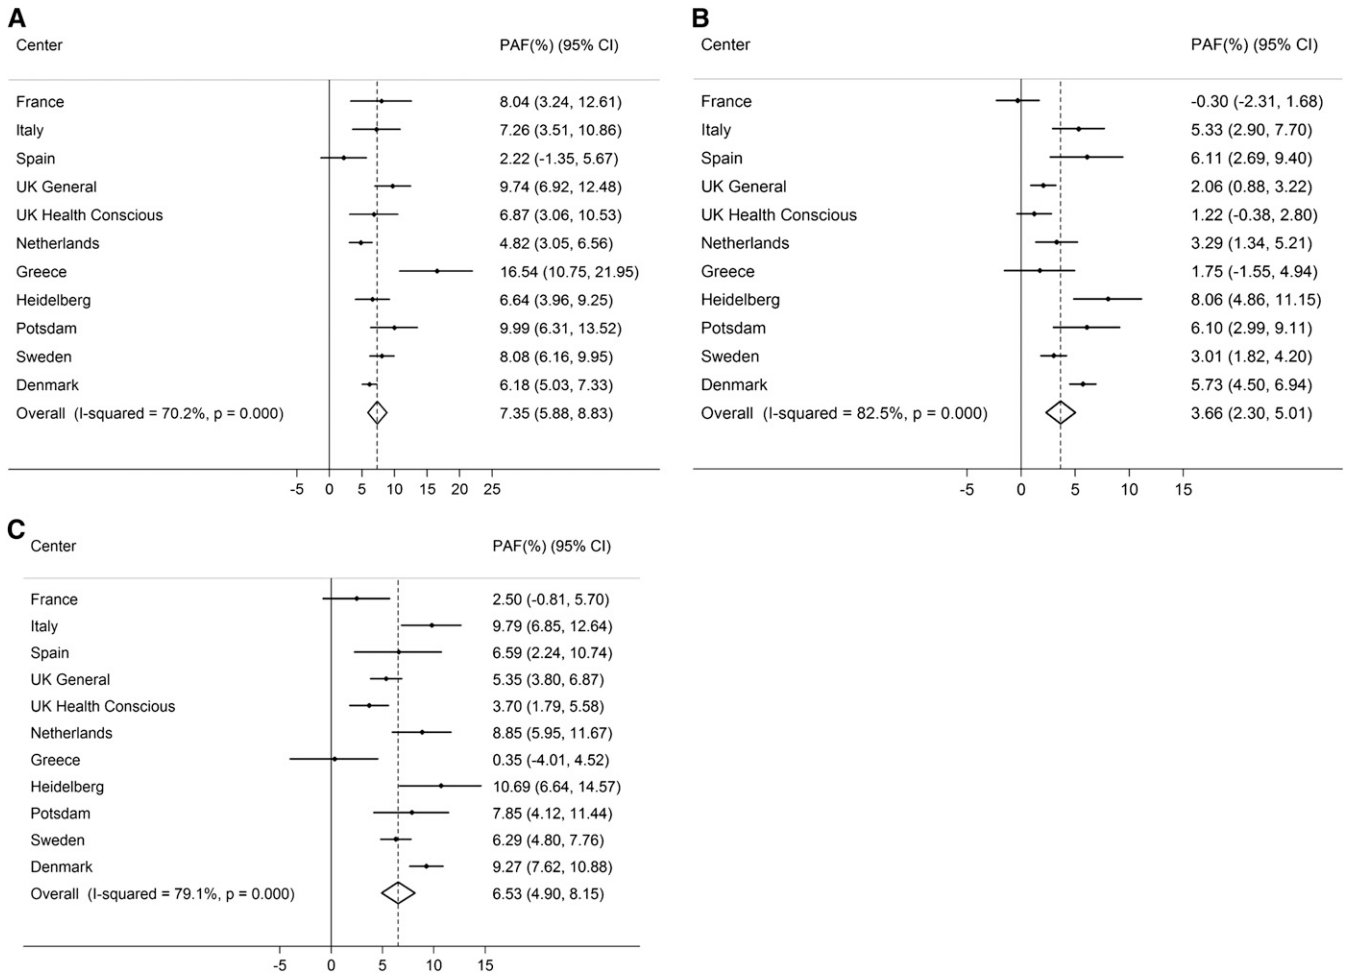 A
Center PAF(%) (95% CI)
France 8.04 (3.24, 12.61)
Italy 7.26 (3.51, 10.86)
Spain 2.22 (-1.35, 5.67)
UK General 9.74 (6.92, 12.48)
UK Health Conscious 6.87 (3.06, 10.53)
Netherlands 4.82 (3.05, 6.56)
Greece 16.54 (10.75, 21.95)
Heidelberg 6.64 (3.96, 9.25)
Potsdam 9.99 (6.31, 13.52)
Sweden 8.08 (6.16, 9.95)
Denmark 6.18 (5.03, 7.33)
Overall (I-squared = 70.2%, p = 0.000) 7.35 (5.88, 8.83)
-5 0 5 10 15 20 25
B
Center PAF(%) (95% CI)
France -0.30 (-2.31, 1.68)
Italy 5.33 (2.90, 7.70)
Spain 6.11 (2.69, 9.40)
UK General 2.06 (0.88, 3.22)
UK Health Conscious 1.22 (-0.38, 2.80)
Netherlands 3.29 (1.34, 5.21)
Greece 1.75 (-1.55, 4.94)
Heidelberg 8.06 (4.86, 11.15)
Potsdam 6.10 (2.99, 9.11)
Sweden 3.01 (1.82, 4.20)
Denmark 5.73 (4.50, 6.94)
Overall (I-squared = 82.5%, p = 0.000) 3.66 (2.30, 5.01)
-5 0 5 10 15
C
Center PAF(%) (95% CI)
France 2.50 (-0.81, 5.70)
Italy 9.79 (6.85, 12.64)
Spain 6.59 (2.24, 10.74)
UK General 5.35 (3.80, 6.87)
UK Health Conscious 3.70 (1.79, 5.58)
Netherlands 8.85 (5.95, 11.67)
Greece 0.35 (-4.01, 4.52)
Heidelberg 10.69 (6.64, 14.57)
Potsdam 7.85 (4.12, 11.44)
Sweden 6.29 (4.80, 7.76)
Denmark 9.27 (7.62, 10.88)
Overall (I-squared = 79.1%, p = 0.000) 6.53 (4.90, 8.15)
-5 0 5 10 15